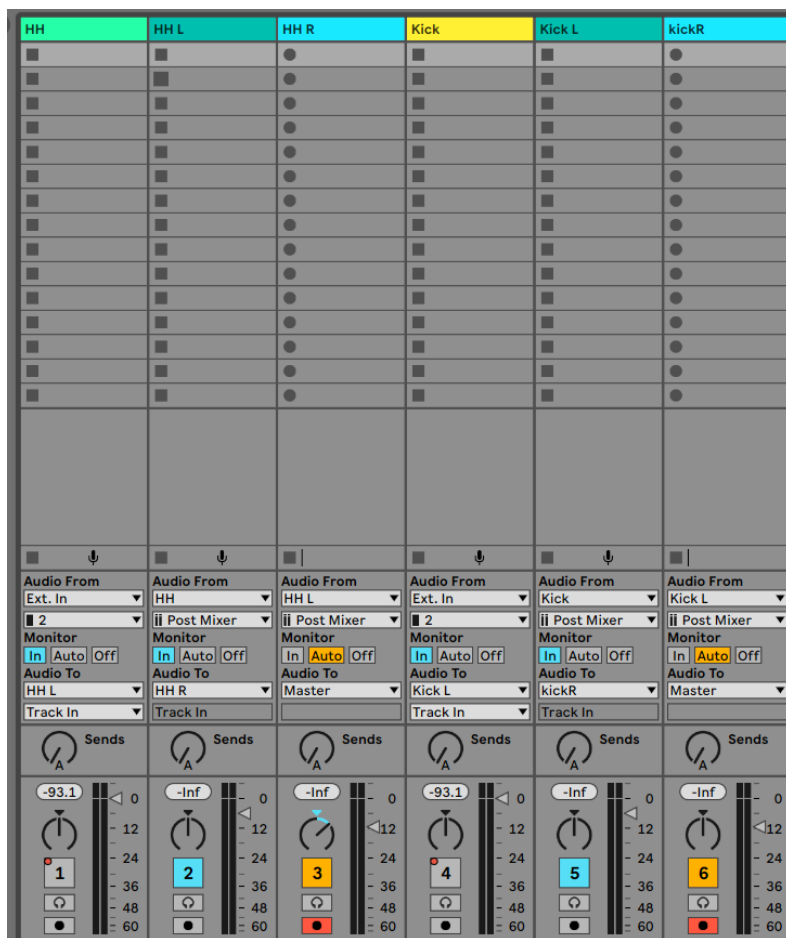 HH HH L HH R Kick Kick L kickR
Audio From Audio From Audio From Audio From Audio From Audio From
Ext. In HH HH L Ext. In Kick Kick L
2 Post Mixer Post Mixer 2 Post Mixer Post Mixer
Monitor Monitor Monitor Monitor Monitor Monitor
In Auto Off In Auto Off In Auto Off In Auto Off In Auto Off In Auto Off
Audio To Audio To Audio To Audio To Audio To Audio To
HH L HH R Master Kick L kickR Master
Track In Track In Track In Track In
Sends Sends Sends Sends Sends Sends
A A A A A A
-93.1 0 -Inf 0 -Inf 0 -93.1 0 -Inf 0 -Inf 0
12 12 12 12 12 12
24 24 24 24 24 24
1 2 3 4 5 6
36 36 36 36 36 36
48 48 48 48 48 48
60 60 60 60 60 60